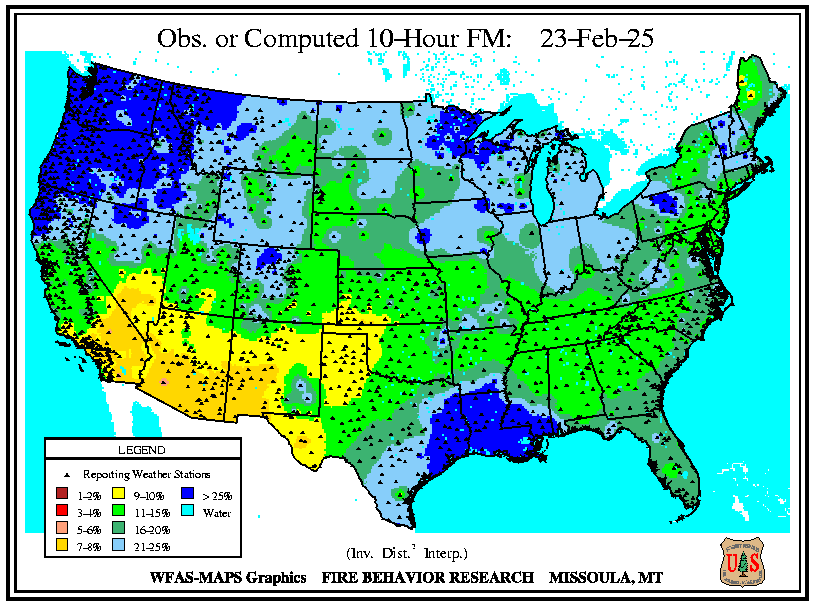 Obs. or Computed 10-Hour FM: 23-Feb-25
LEGEND
Reporting Weather Stations
1-2% 9-10% > 25%
3-4% 11-15% Water
5-6% 16-20%
7-8% 21-25%
(Inv. Dist.² Interp.)
WFAS-MAPS Graphics FIRE BEHAVIOR RESEARCH MISSOULA, MT
U S